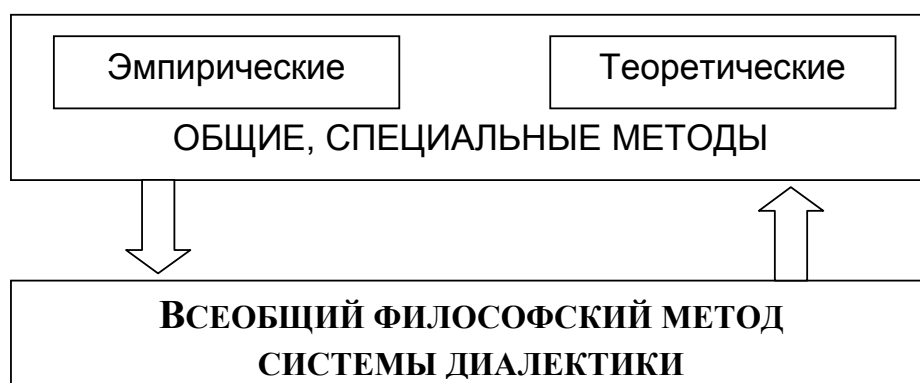 Эмпирические
Теоретические
ОБЩИЕ, СПЕЦИАЛЬНЫЕ МЕТОДЫ
ВСЕОБЩИЙ ФИЛОСОФСКИЙ МЕТОД
СИСТЕМЫ ДИАЛЕКТИКИ